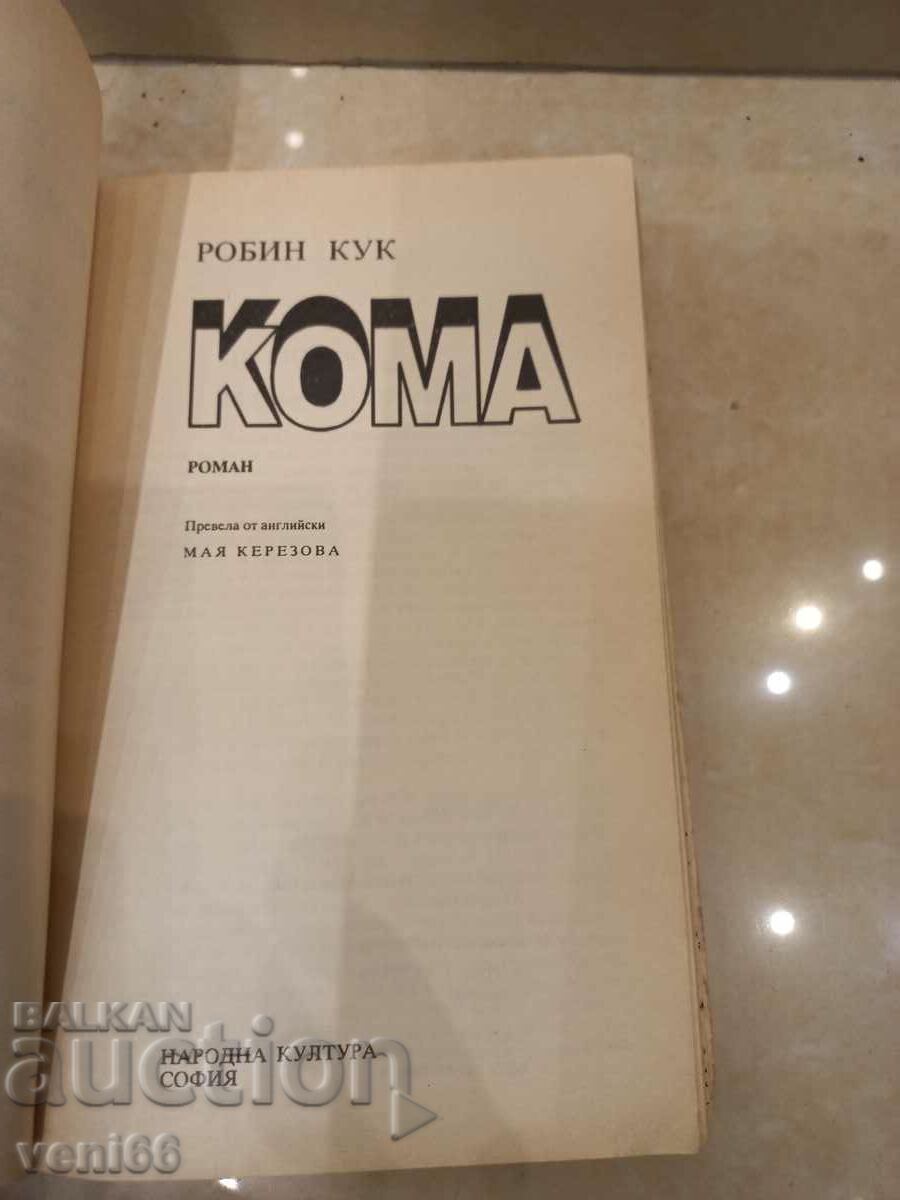 РОБИН КУК
КОМА
РОМАН
Превела от английски
МАЯ КЕРЕЗОВА
НАРОДНА КУЛТУРА
СОФИЯ
BALKAN
auction
veni66